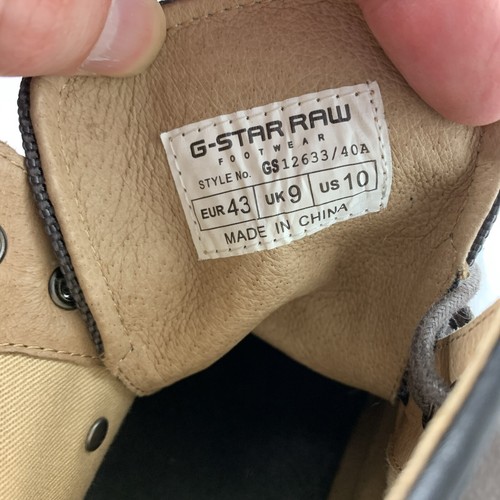 G-STAR RAW
FOOTWEAR
STYLE No. GS12633/40A
EUR 43 UK 9 US 10
MADE IN CHINA